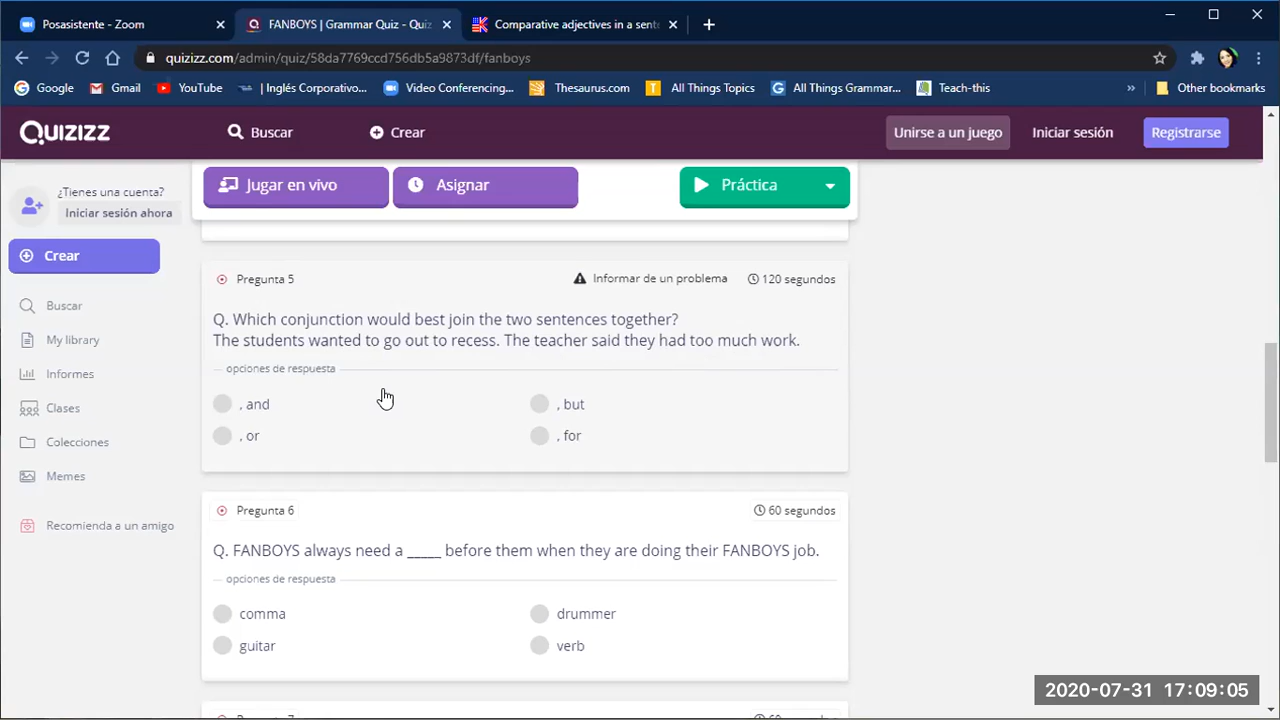 Posasistente - Zoom
FANBOYS | Grammar Quiz - Quiz
Comparative adjectives in a sent
quizizz.com/admin/quiz/58da7769ccd756db5a9873df/fanboys
Google
Gmail
YouTube
| Inglés Corporativo...
Video Conferencing,...
Thesaurus.com
All Things Topics
All Things Grammar...
Teach-this
»
Other bookmarks
QUIZIZZ
Buscar
Crear
Unirse a un juego
Iniciar sesión
Registrarse
¿Tienes una cuenta?
Iniciar sesión ahora
Crear
Buscar
My library
Informes
Clases
Colecciones
Memes
Recomienda a un amigo
Jugar en vivo
Asignar
Práctica
Pregunta 5
Informar de un problema
120 segundos
Q. Which conjunction would best join the two sentences together?
The students wanted to go out to recess. The teacher said they had too much work.
opciones de respuesta
, and
, but
, or
, for
Pregunta 6
60 segundos
Q. FANBOYS always need a _____ before them when they are doing their FANBOYS job.
opciones de respuesta
comma
drummer
guitar
verb
2020-07-31 17:09:05